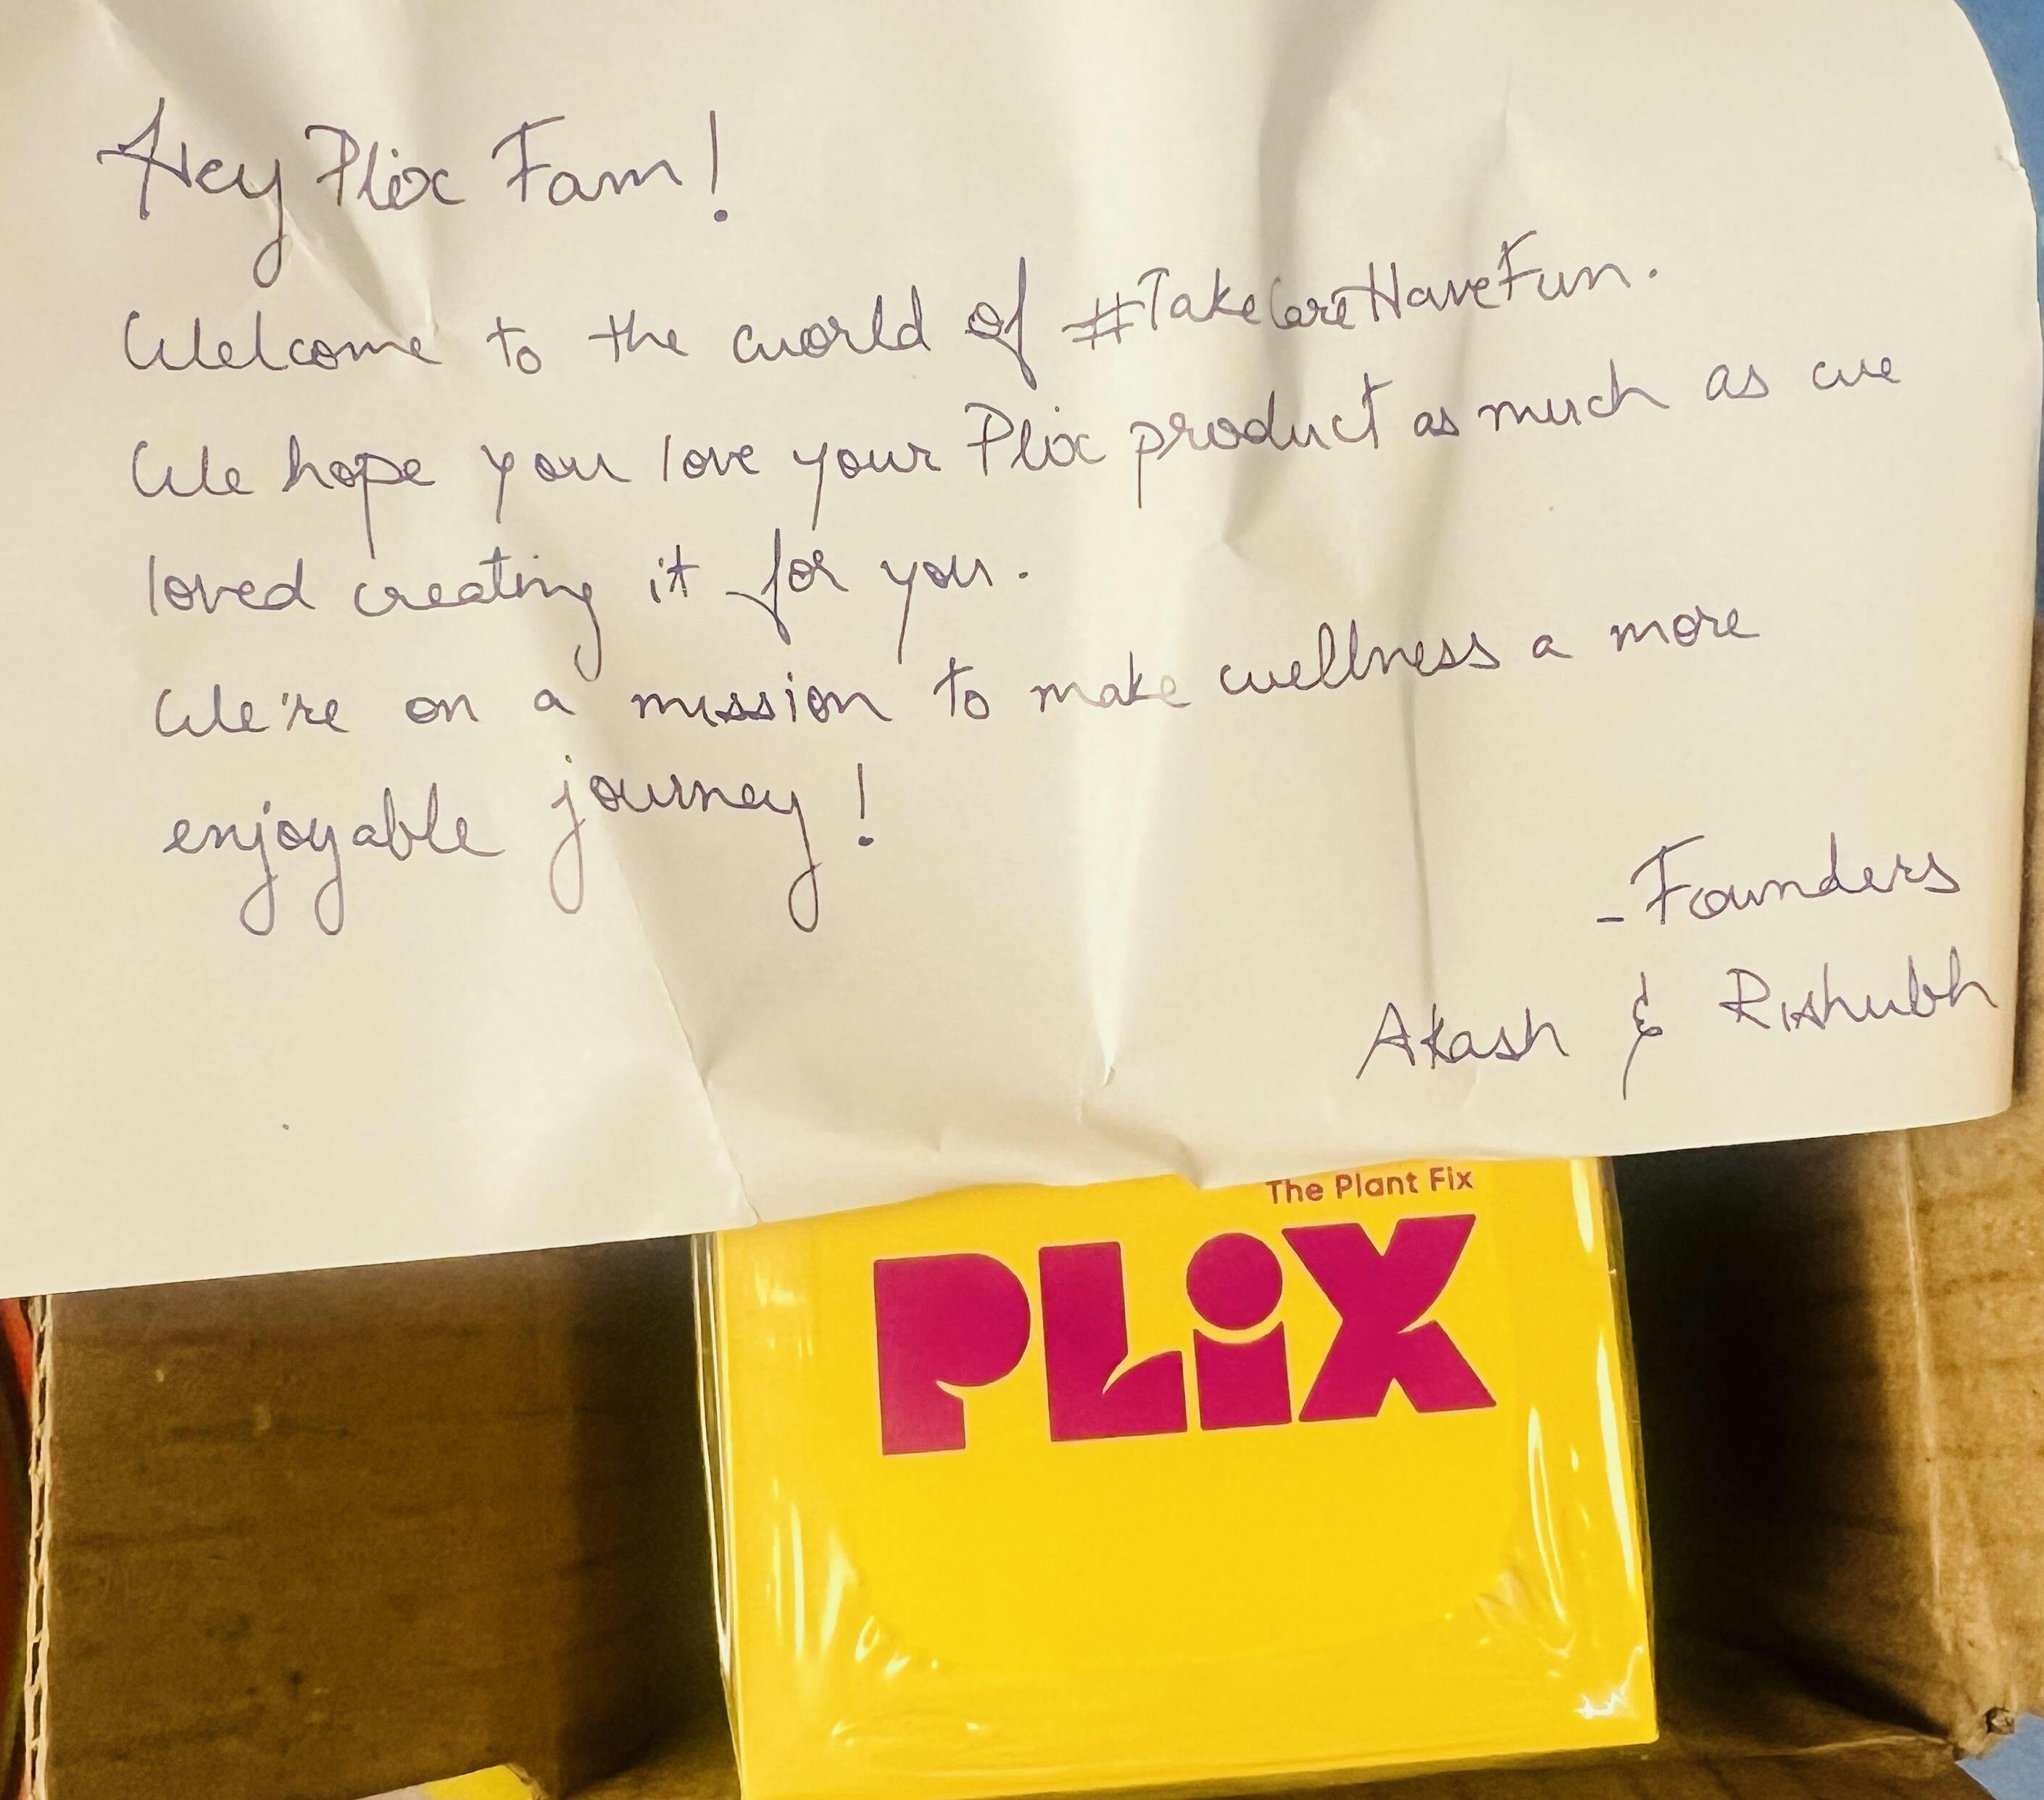 Hey Plix Fam!
Welcome to the world of #TakeCareHaveFun.
We hope you love your Plix product as much as we
loved creating it for you.
We're on a mission to make wellness a more
enjoyable journey!
- Founders
Akash & Rishubh
The Plant Fix
PLiX